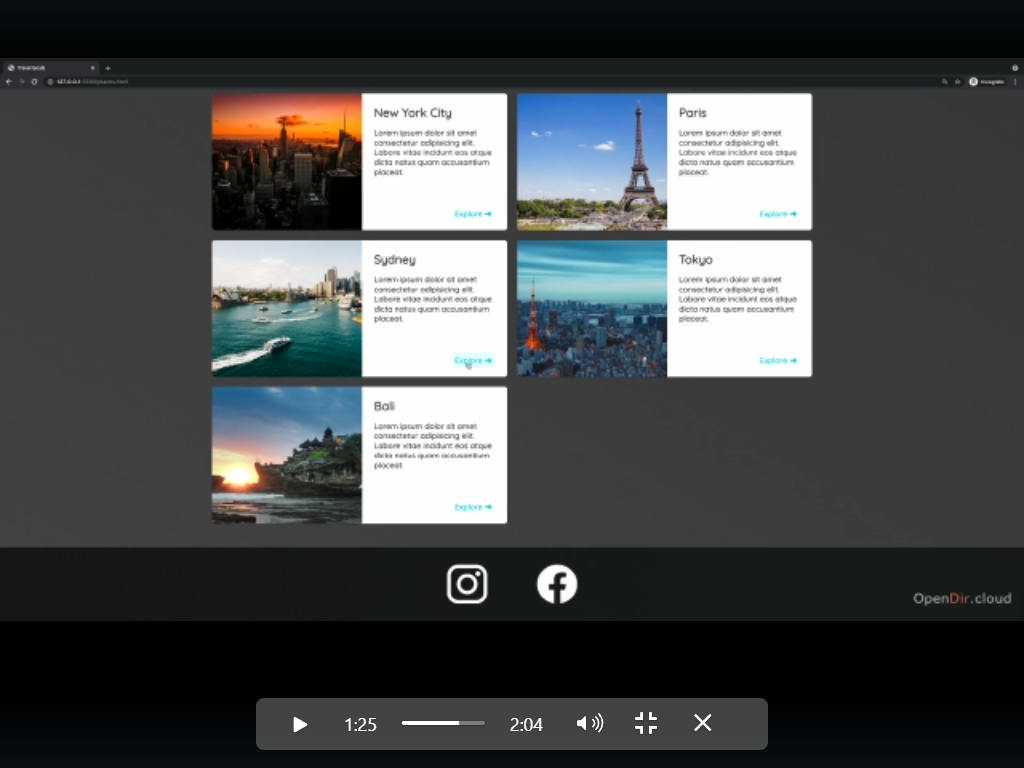 New York City
Lorem ipsum dolor sit amet
consectetur adipisicing elit.
Labore vitae incidunt eos atque
dicta natus quam accusantium
placeat.
Explore ➔
Paris
Lorem ipsum dolor sit amet
consectetur adipisicing elit.
Labore vitae incidunt eos atque
dicta natus quam accusantium
placeat.
Explore ➔
Sydney
Lorem ipsum dolor sit amet
consectetur adipisicing elit.
Labore vitae incidunt eos atque
dicta natus quam accusantium
placeat.
Explore ➔
Tokyo
Lorem ipsum dolor sit amet
consectetur adipisicing elit.
Labore vitae incidunt eos atque
dicta natus quam accusantium
placeat.
Explore ➔
Bali
Lorem ipsum dolor sit amet
consectetur adipisicing elit.
Labore vitae incidunt eos atque
dicta natus quam accusantium
placeat.
Explore ➔
OpenDir.cloud
1:25
2:04